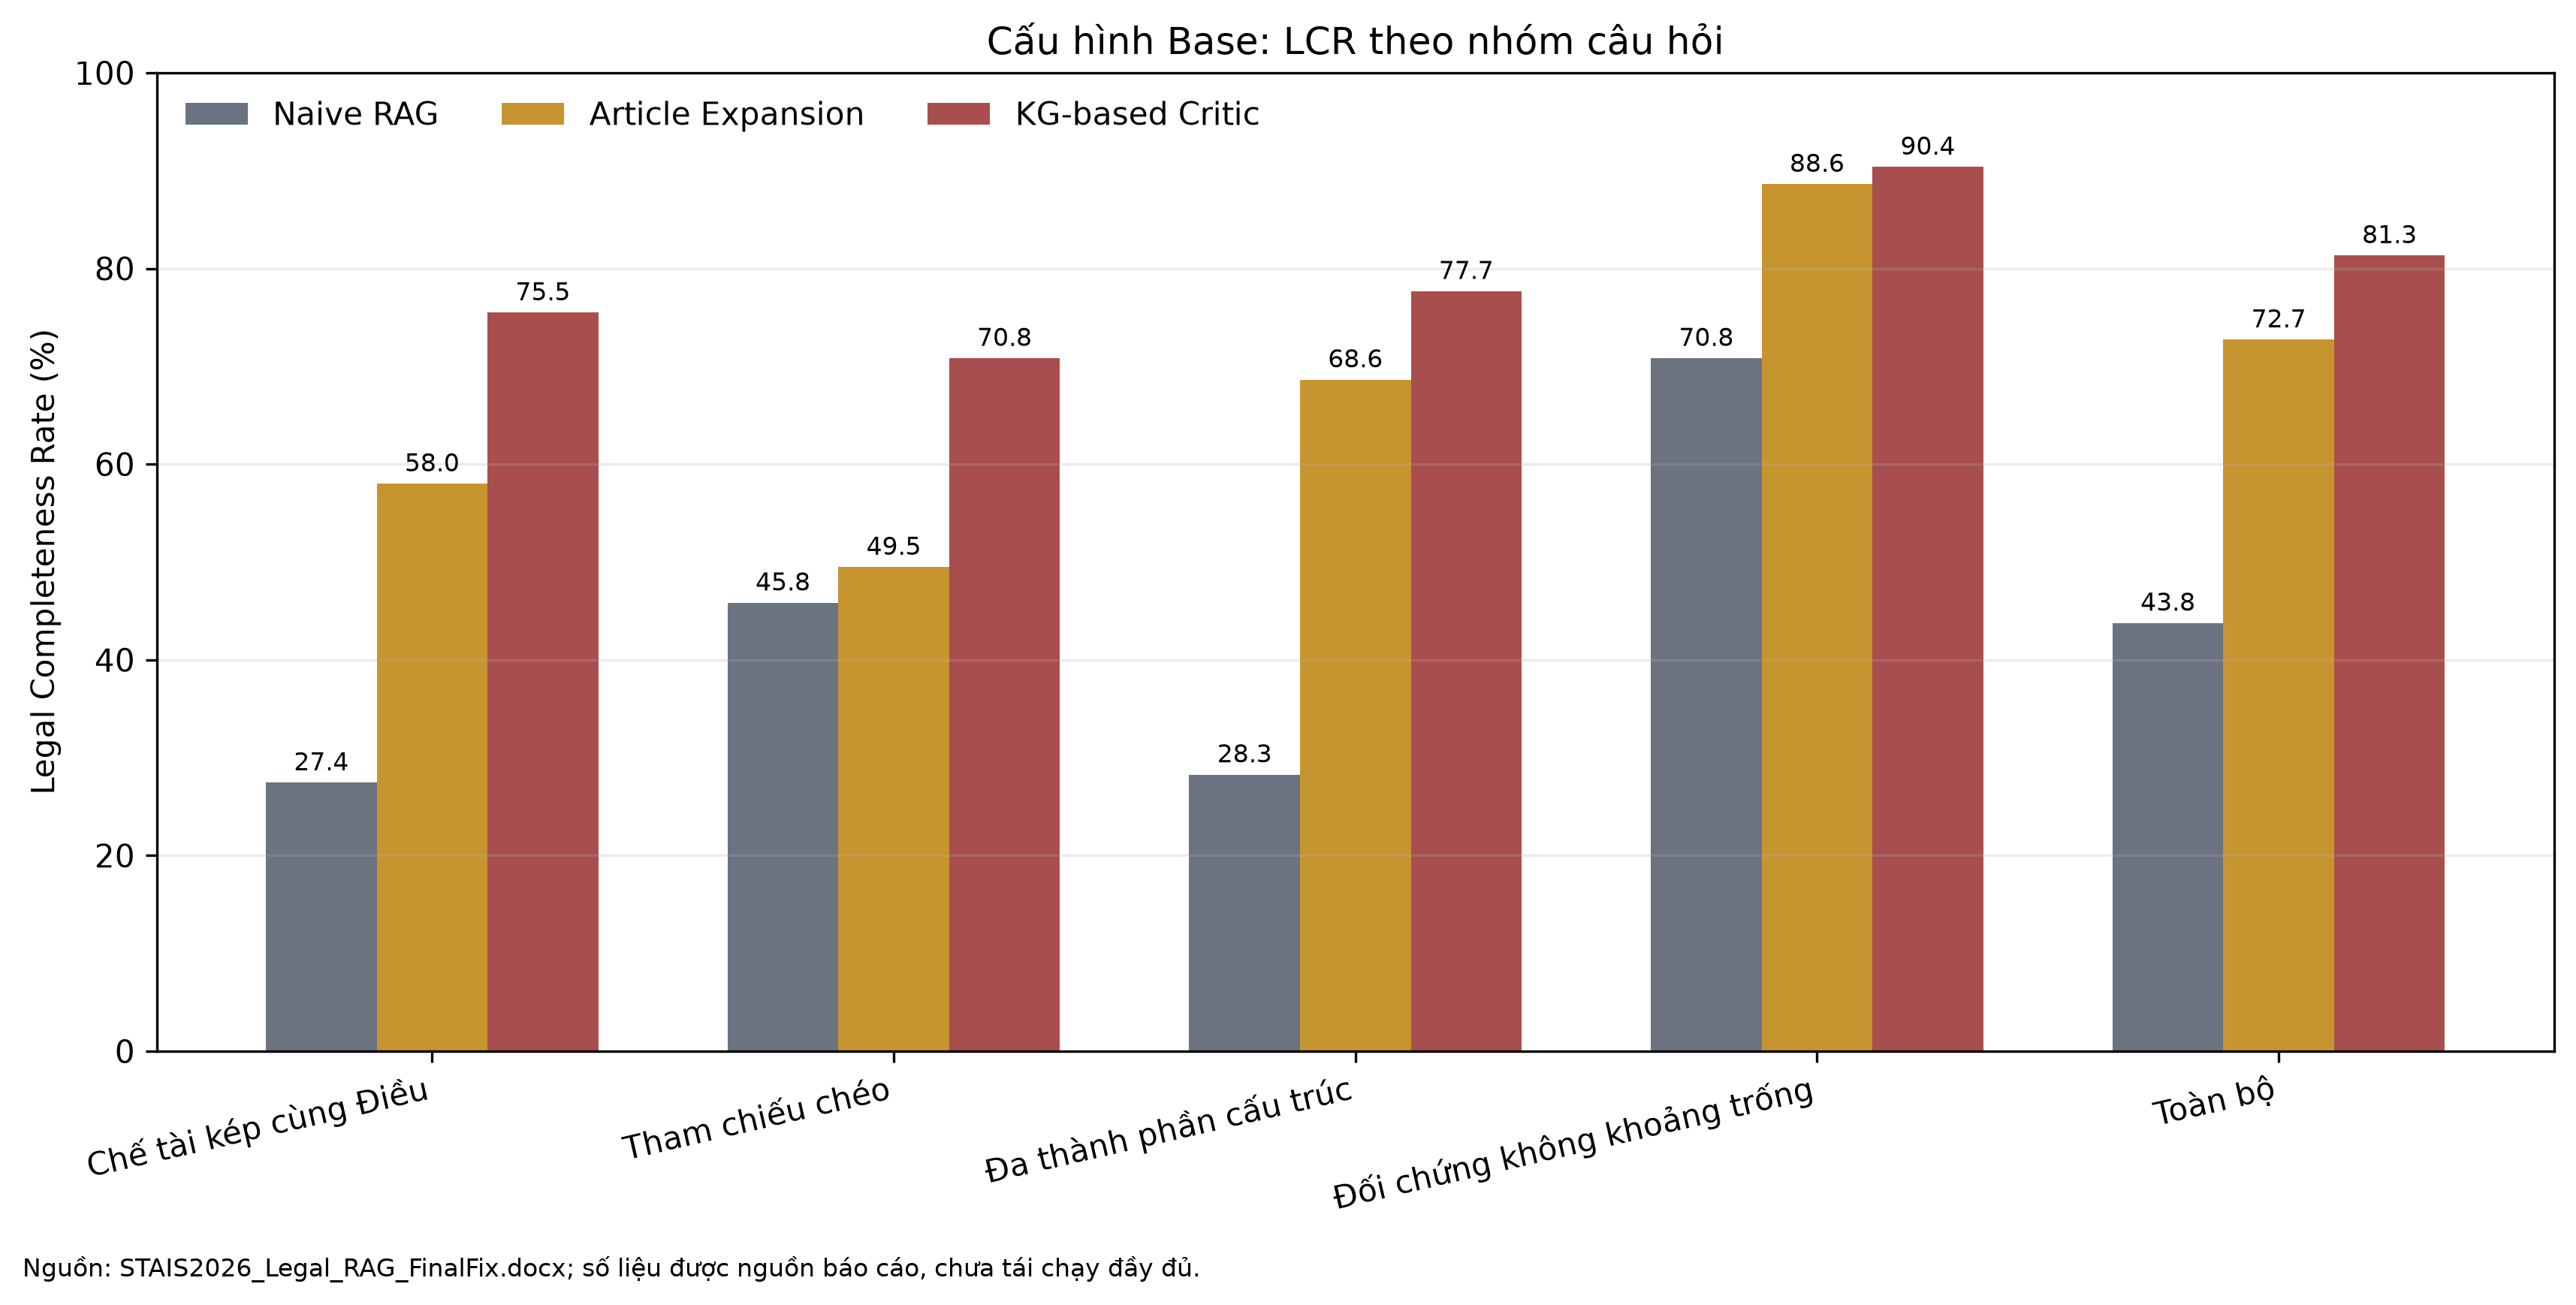 Cấu hình Base: LCR theo nhóm câu hỏi
Naive RAG Article Expansion KG-based Critic
Legal Completeness Rate (%)
100
80
60
40
20
0
27.4 58.0 75.5
45.8 49.5 70.8
28.3 68.6 77.7
70.8 88.6 90.4
43.8 72.7 81.3
Chế tài kép cùng Điều
Tham chiếu chéo
Đa thành phần cấu trúc
Đối chứng không khoảng trống
Toàn bộ
Nguồn: STAIS2026_Legal_RAG_FinalFix.docx; số liệu được nguồn báo cáo, chưa tái chạy đầy đủ.